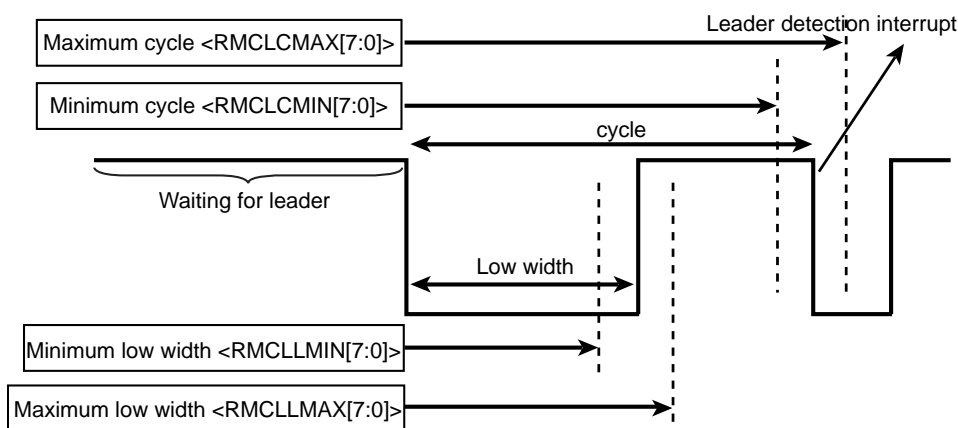 Leader detection interrupt
Maximum cycle <RMCLCMAX[7:0]>
Minimum cycle <RMCLCMIN[7:0]>
cycle
Waiting for leader
Low width
Minimum low width <RMCLLMIN[7:0]>
Maximum low width <RMCLLMAX[7:0]>